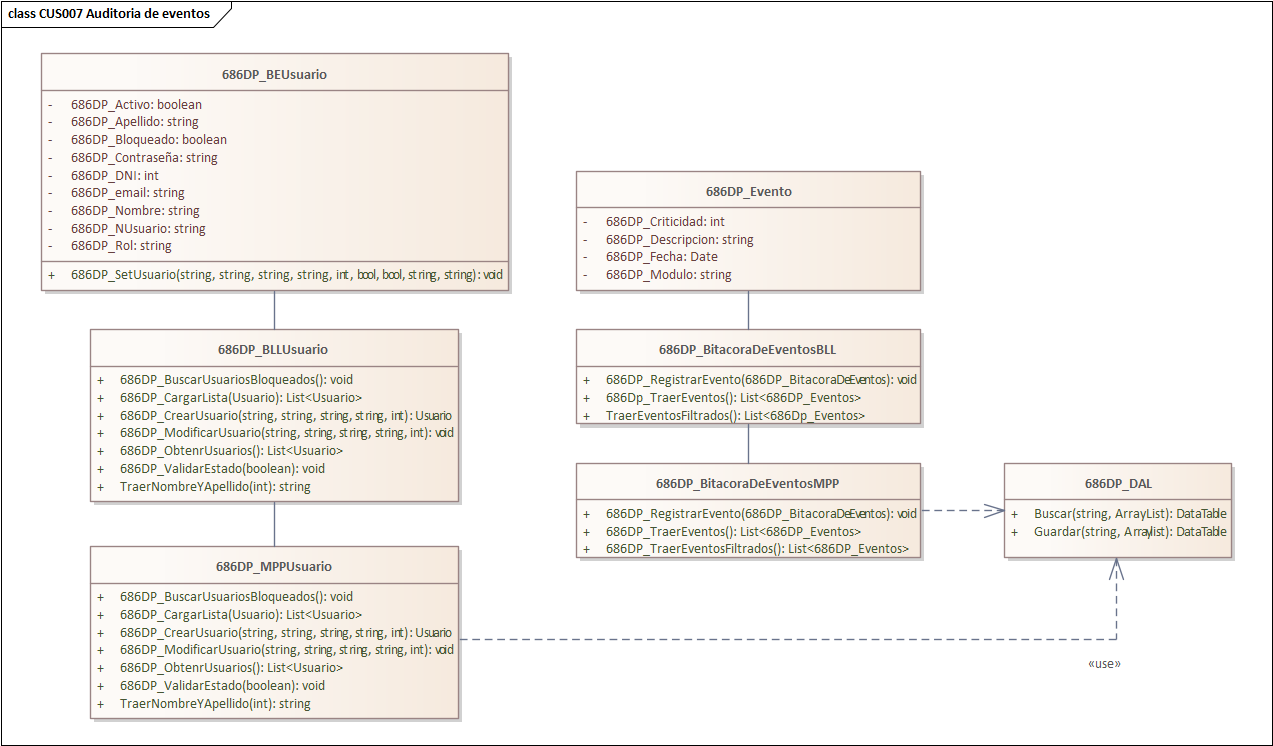 class CUS007 Auditoria de eventos
686DP_BEUsuario
- 686DP_Activo: boolean
- 686DP_Apellido: string
- 686DP_Bloqueado: boolean
- 686DP_Contraseña: string
- 686DP_DNI: int
- 686DP_email: string
- 686DP_Nombre: string
- 686DP_NUsuario: string
- 686DP_Rol: string
+ 686DP_SetUsuario(string, string, string, string, int, bool, bool, string, string): void
686DP_BLLUsuario
+ 686DP_BuscarUsuariosBloqueados(): void
+ 686DP_CargarLista(Usuario): List<Usuario>
+ 686DP_CrearUsuario(string, string, string, string, int): Usuario
+ 686DP_ModificarUsuario(string, string, string, string, int): void
+ 686DP_ObtenrUsuarios(): List<Usuario>
+ 686DP_ValidarEstado(boolean): void
+ TraerNombreYApellido(int): string
686DP_MPPUsuario
+ 686DP_BuscarUsuariosBloqueados(): void
+ 686DP_CargarLista(Usuario): List<Usuario>
+ 686DP_CrearUsuario(string, string, string, string, int): Usuario
+ 686DP_ModificarUsuario(string, string, string, string, int): void
+ 686DP_ObtenrUsuarios(): List<Usuario>
+ 686DP_ValidarEstado(boolean): void
+ TraerNombreYApellido(int): string
686DP_Evento
- 686DP_Criticidad: int
- 686DP_Descripcion: string
- 686DP_Fecha: Date
- 686DP_Modulo: string
686DP_BitacoraDeEventosBLL
+ 686DP_RegistrarEvento(686DP_BitacoraDeEventos): void
+ 686Dp_TraerEventos(): List<686DP_Eventos>
+ TraerEventosFiltrados(): List<686Dp_Eventos>
686DP_BitacoraDeEventosMPP
+ 686DP_RegistrarEvento(686DP_BitacoraDeEventos): void
+ 686DP_TraerEventos(): List<686DP_Eventos>
+ 686DP_TraerEventosFiltrados(): List<686DP_Eventos>
686DP_DAL
+ Buscar(string, ArrayList): DataTable
+ Guardar(string, Arraylist): DataTable
«use»